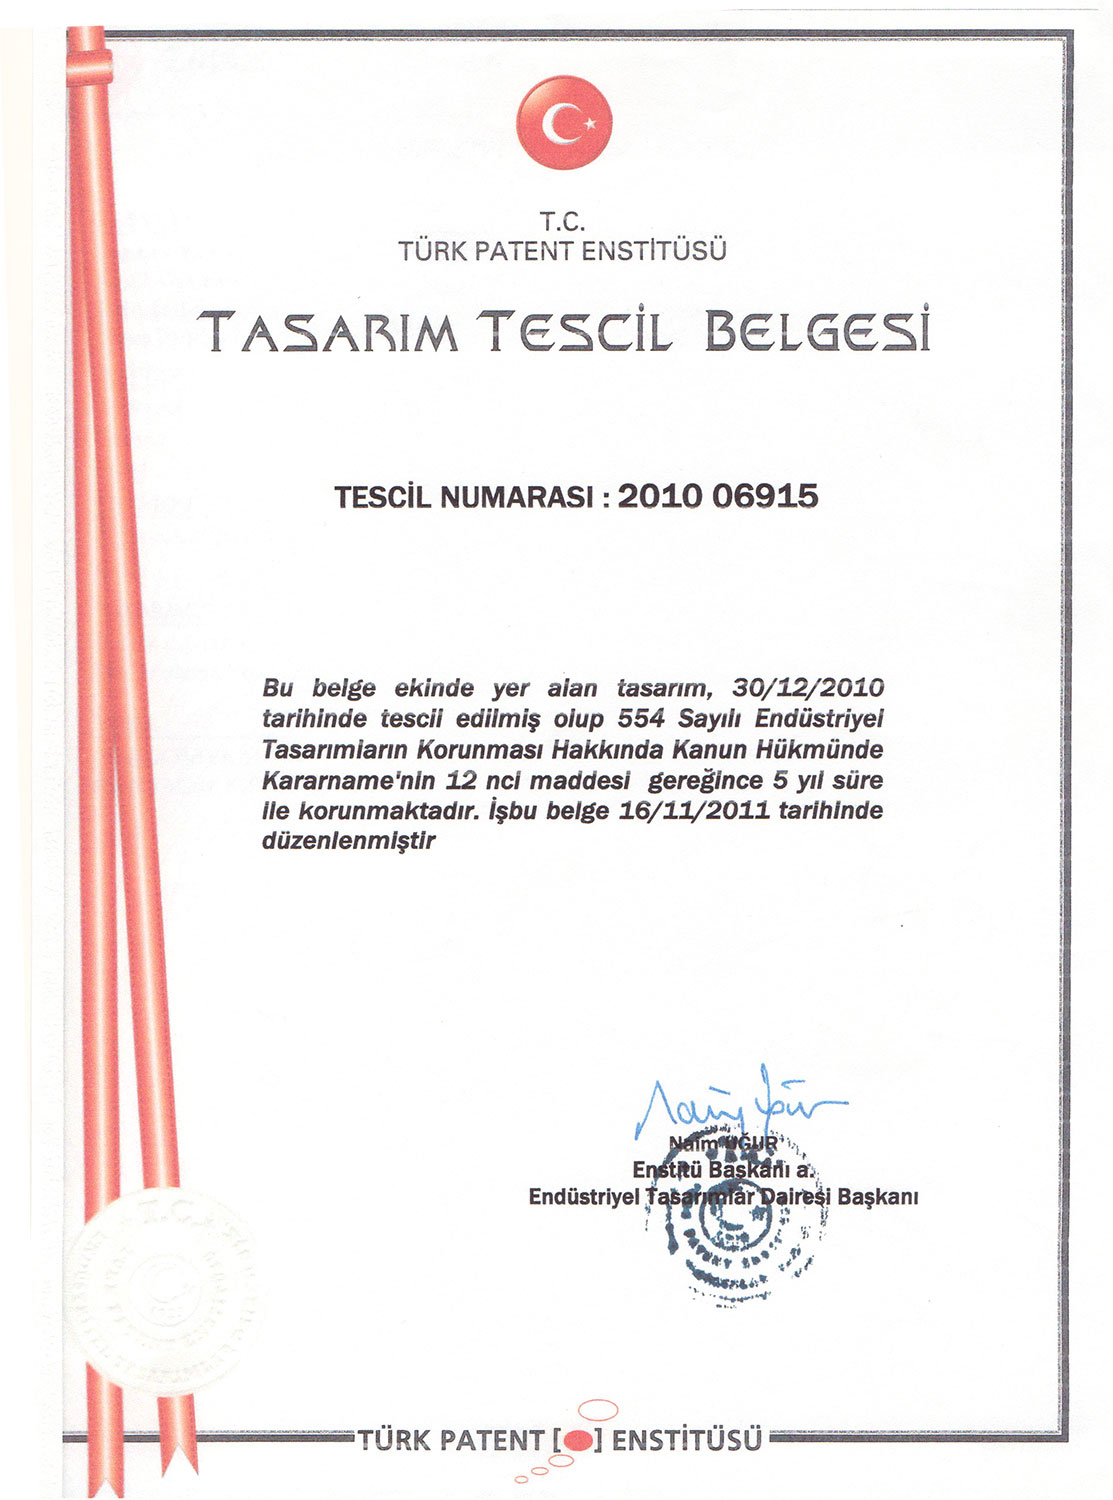 T.C.
TÜRK PATENT ENSTİTÜSÜ
TASARIM TESCİL BELGESİ
TESCİL NUMARASI : 2010 06915
Bu belge ekinde yer alan tasarım, 30/12/2010
tarihinde tescil edilmiş olup 554 Sayılı Endüstriyel
Tasarımların Korunması Hakkında Kanun Hükmünde
Kararname'nin 12 nci maddesi gereğince 5 yıl süre
ile korunmaktadır. İşbu belge 16/11/2011 tarihinde
düzenlenmiştir
Naim UĞUR
Enstitü Başkanı a.
Endüstriyel Tasarımlar Dairesi Başkanı
TÜRK PATENT [ ] ENSTİTÜSÜ